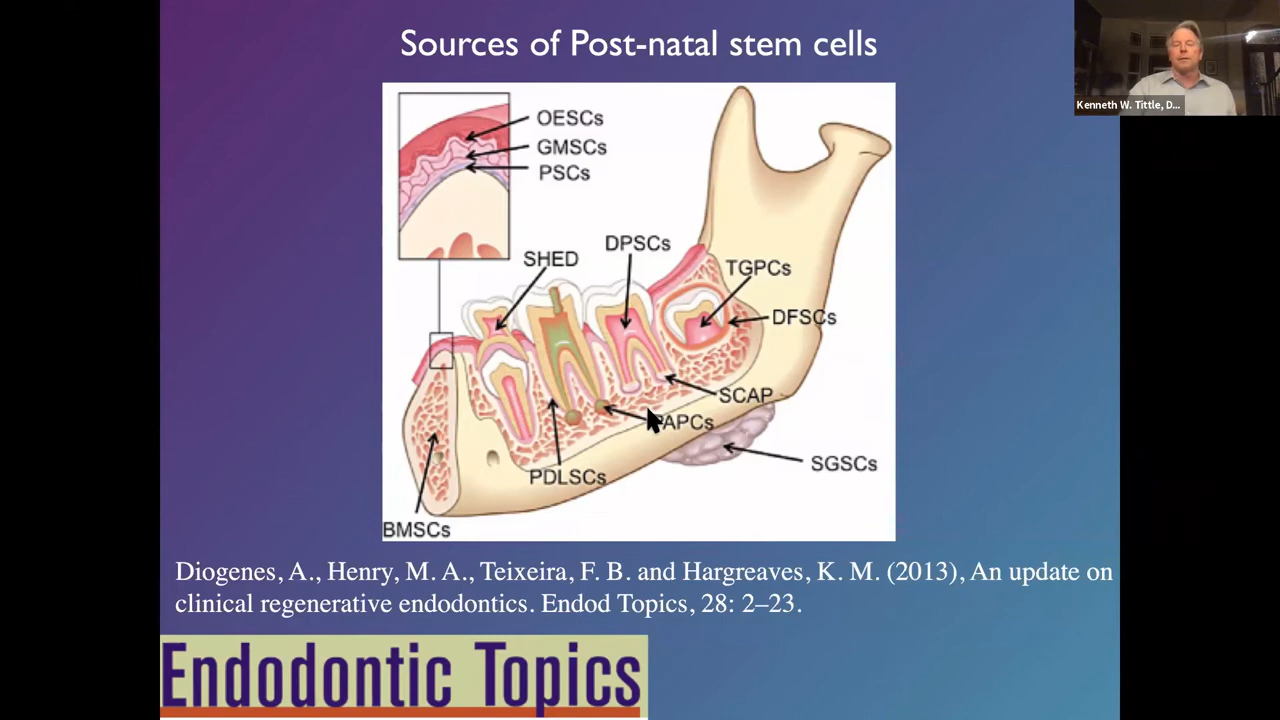 Sources of Post-natal stem cells
Kenneth W. Tittle, D...
OESCs
GMSCs
PSCs
SHED
DPSCs
TGPCs
DFSCs
SCAP
PAPCs
SGSCs
PDLSCs
BMSCs
Diogenes, A., Henry, M. A., Teixeira, F. B. and Hargreaves, K. M. (2013), An update on
clinical regenerative endodontics. Endod Topics, 28: 2–23.
Endodontic Topics